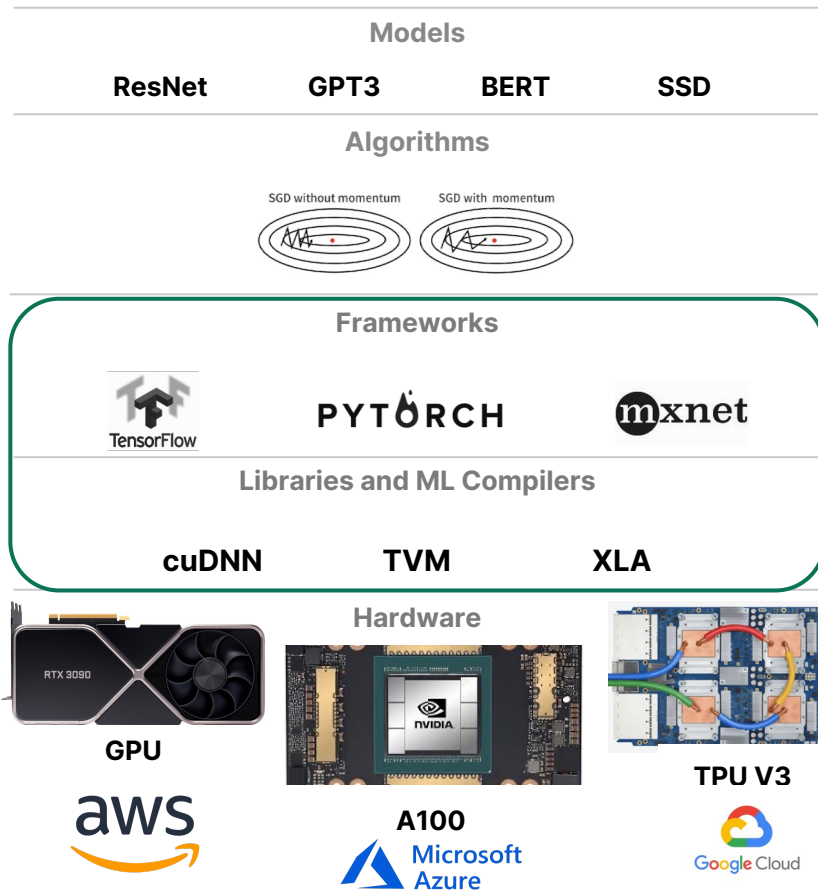 Models
ResNet GPT3 BERT SSD
Algorithms
SGD without momentum SGD with momentum
Frameworks
TensorFlow PYTORCH mxnet
Libraries and ML Compilers
cuDNN TVM XLA
Hardware
RTX 3090
NVIDIA
GPU
TPU V3
aws
A100
Microsoft
Azure
Google Cloud